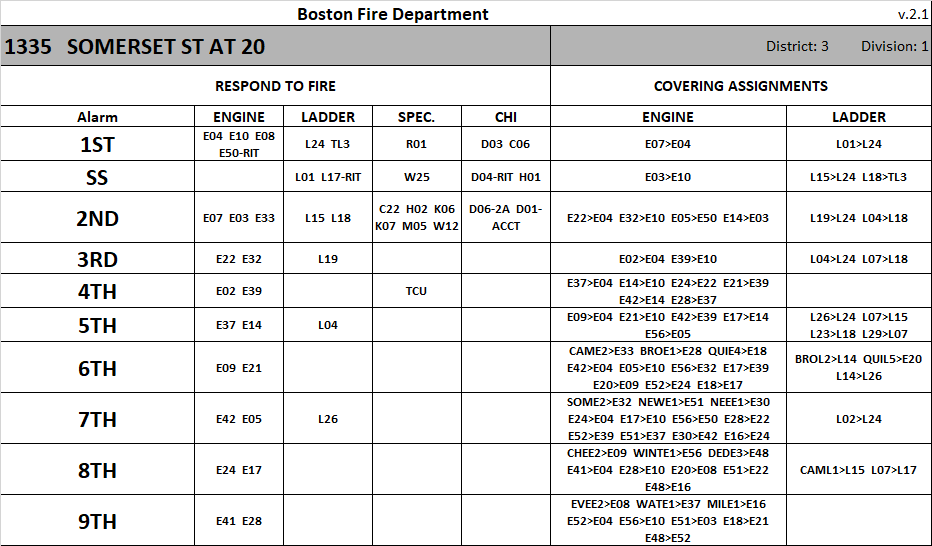 Boston Fire Department v.2.1
1335 SOMERSET ST AT 20 District: 3 Division: 1
RESPOND TO FIRE COVERING ASSIGNMENTS
Alarm ENGINE LADDER SPEC. CHI ENGINE LADDER
1ST E04 E10 E08 E50-RIT L24 TL3 R01 D03 C06 E07>E04 L01>L24
SS L01 L17-RIT W25 D04-RIT H01 E03>E10 L15>L24 L18>TL3
2ND E07 E03 E33 L15 L18 C22 H02 K06 K07 M05 W12 D06-2A D01-ACCT E22>E04 E32>E10 E05>E50 E14>E03 L19>L24 L04>L18
3RD E22 E32 L19 E02>E04 E39>E10 L04>L24 L07>L18
4TH E02 E39 TCU E37>E04 E14>E10 E24>E22 E21>E39 E42>E14 E28>E37
5TH E37 E14 L04 E09>E04 E21>E10 E42>E39 E17>E14 E56>E05 L26>L24 L07>L15 L23>L18 L29>L07
6TH E09 E21 CAME2>E33 BROE1>E28 QUIE4>E18 E42>E04 E05>E10 E56>E32 E17>E39 E20>E09 E52>E24 E18>E17 BROL2>L14 QUIL5>E20 L14>L26
7TH E42 E05 L26 SOME2>E32 NEWE1>E51 NEEE1>E30 E24>E04 E17>E10 E56>E50 E28>E22 E52>E39 E51>E37 E30>E42 E16>E24 L02>L24
8TH E24 E17 CHEE2>E09 WINTE1>E56 DEDE3>E48 E41>E04 E28>E10 E20>E08 E51>E22 E48>E16 CAML1>L15 L07>L17
9TH E41 E28 EVEE2>E08 WATE1>E37 MILE1>E16 E52>E04 E56>E10 E51>E03 E18>E21 E48>E52